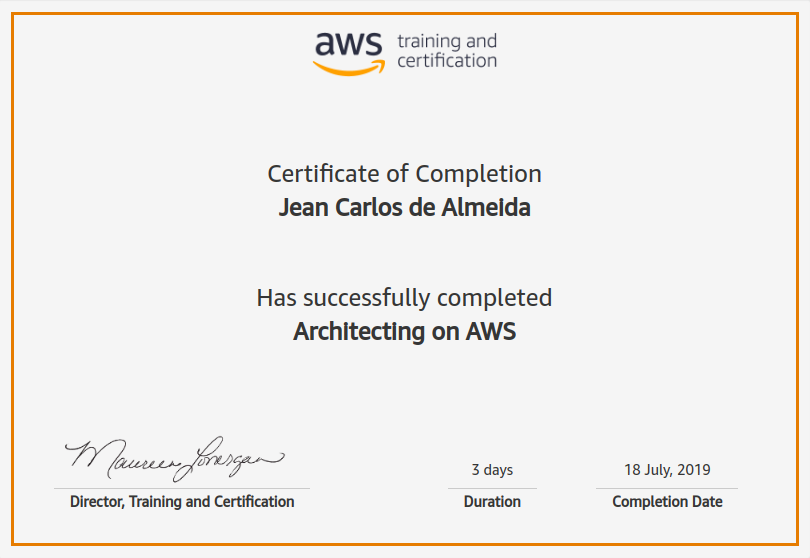 aws training and
certification
Certificate of Completion
Jean Carlos de Almeida
Has successfully completed
Architecting on AWS
Maureen Lonergan
3 days
18 July, 2019
Director, Training and Certification
Duration
Completion Date